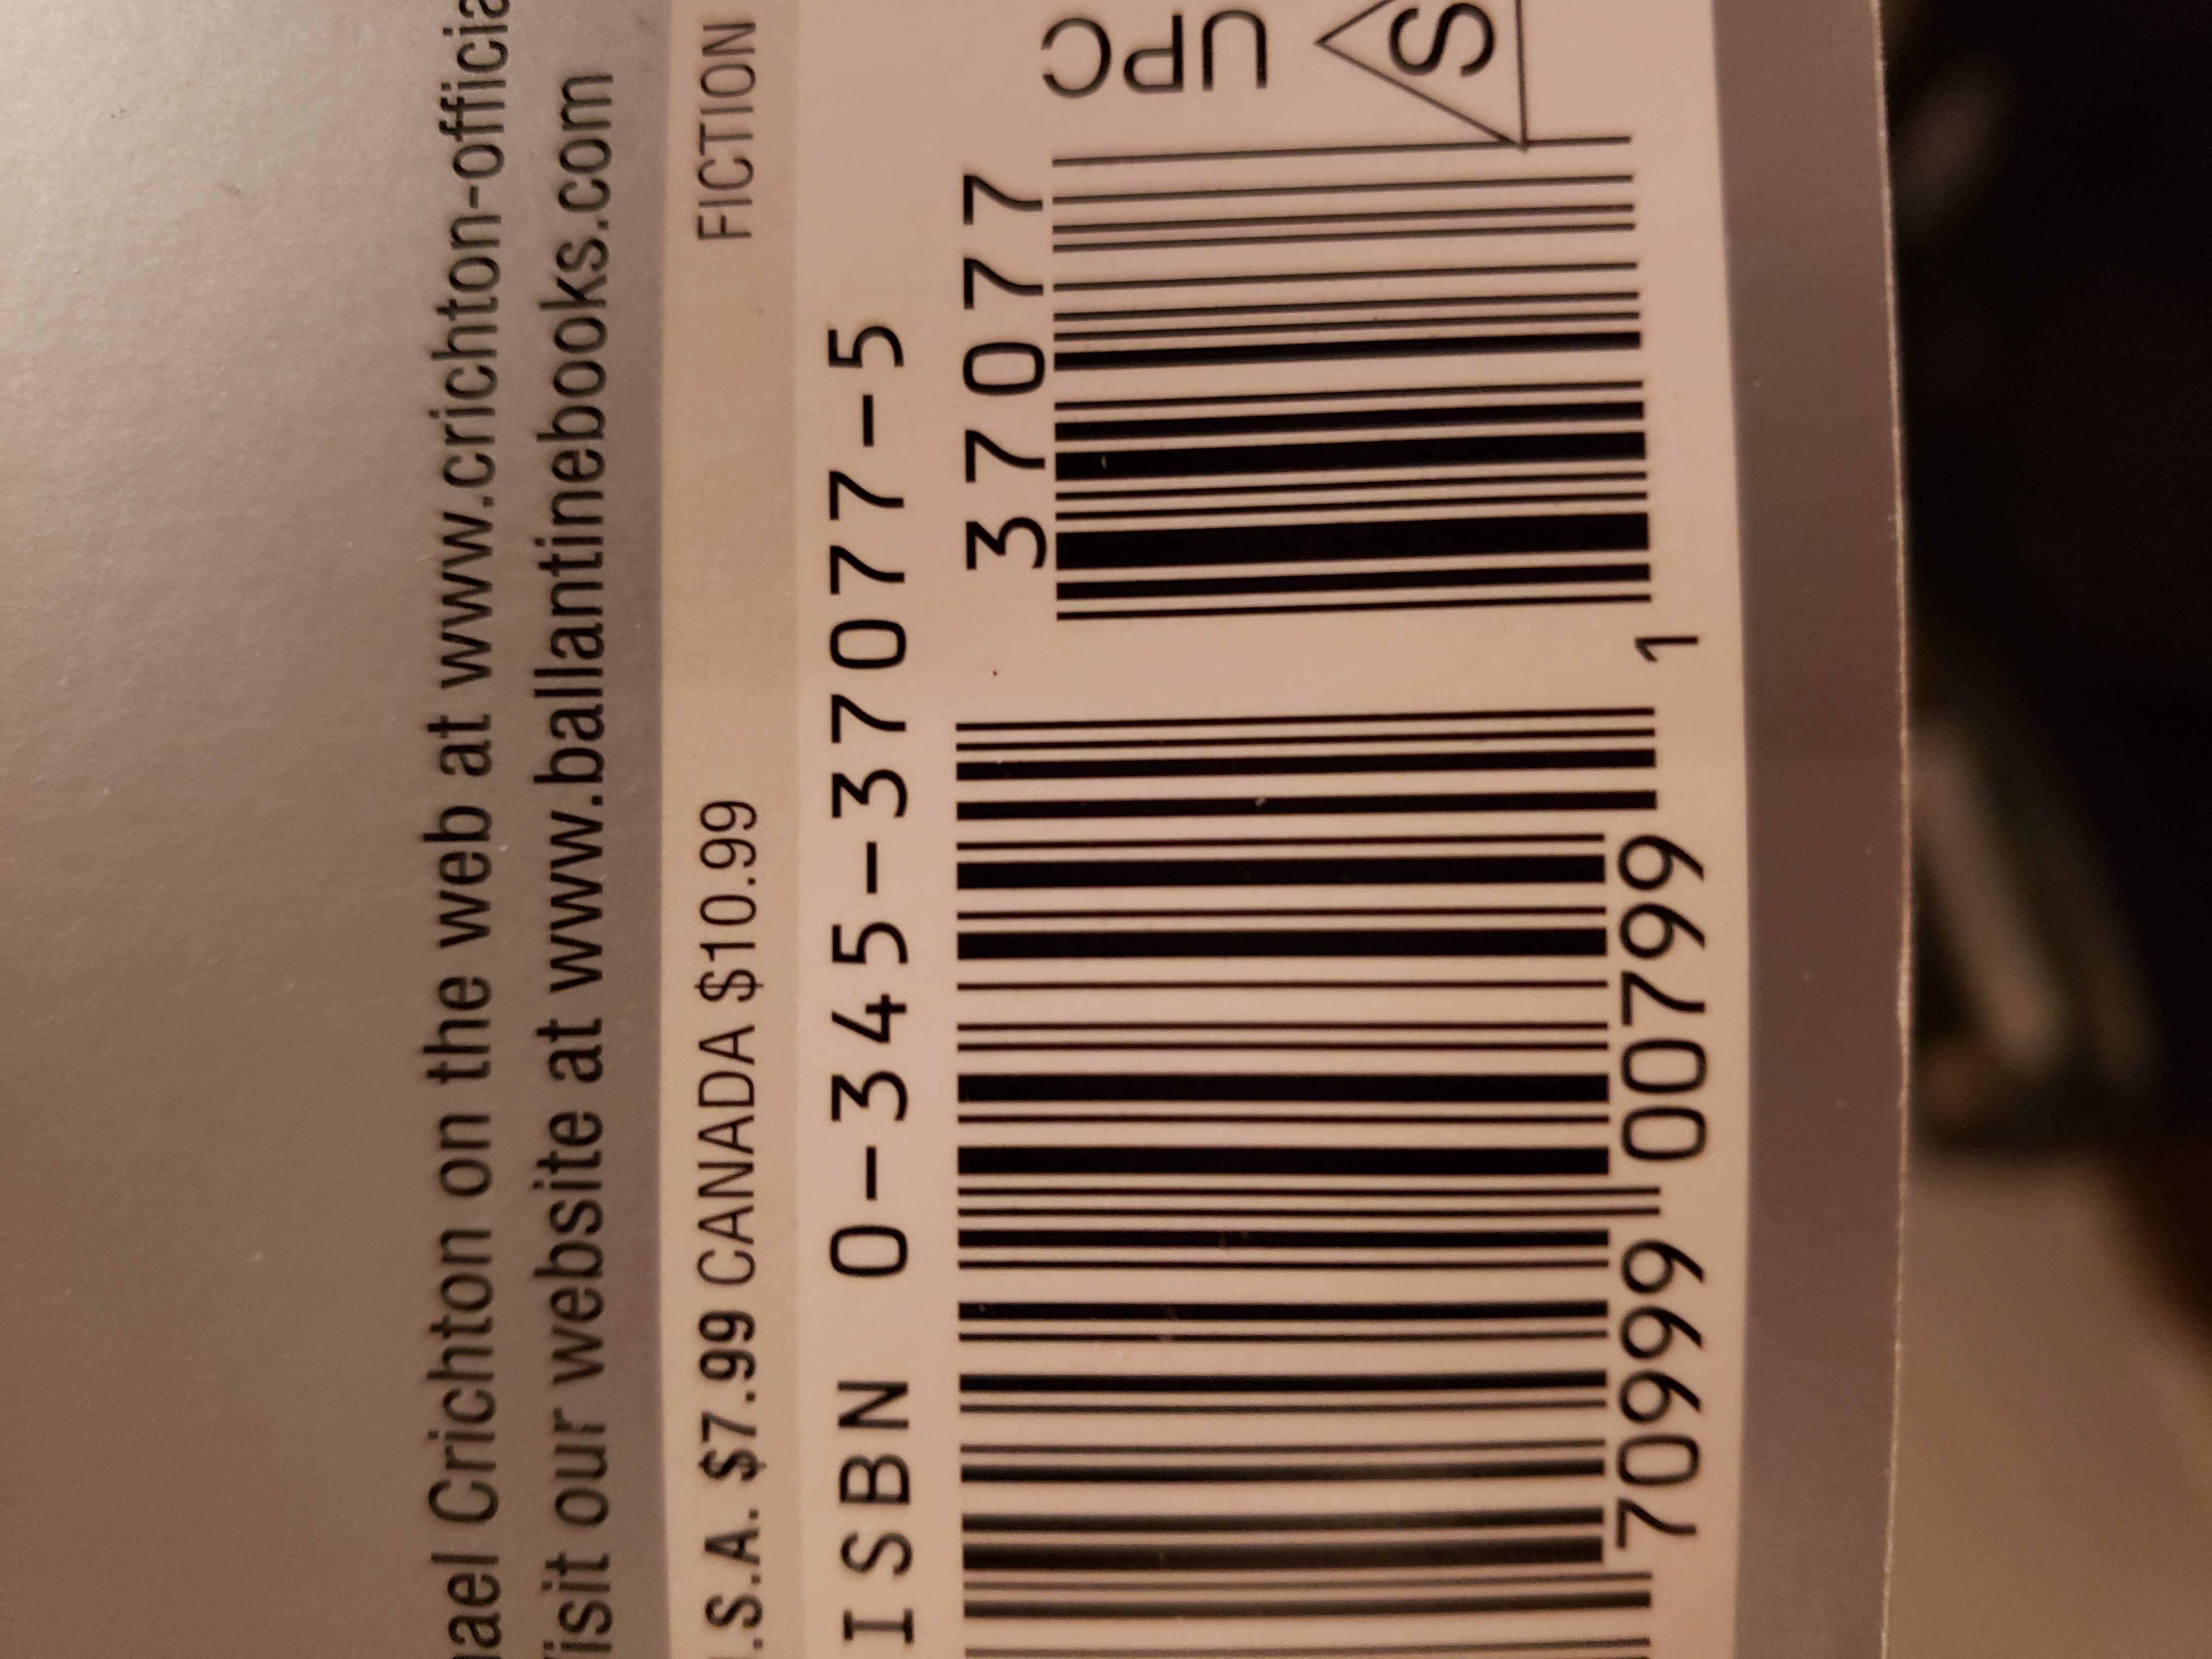 ael Crichton on the web at www.crichton-officia
isit our website at www.ballantinebooks.com
.S.A. $7.99 CANADA $10.99 FICTION
ISBN 0-345-37077-5
37077
UPC
S
70999 00799 1